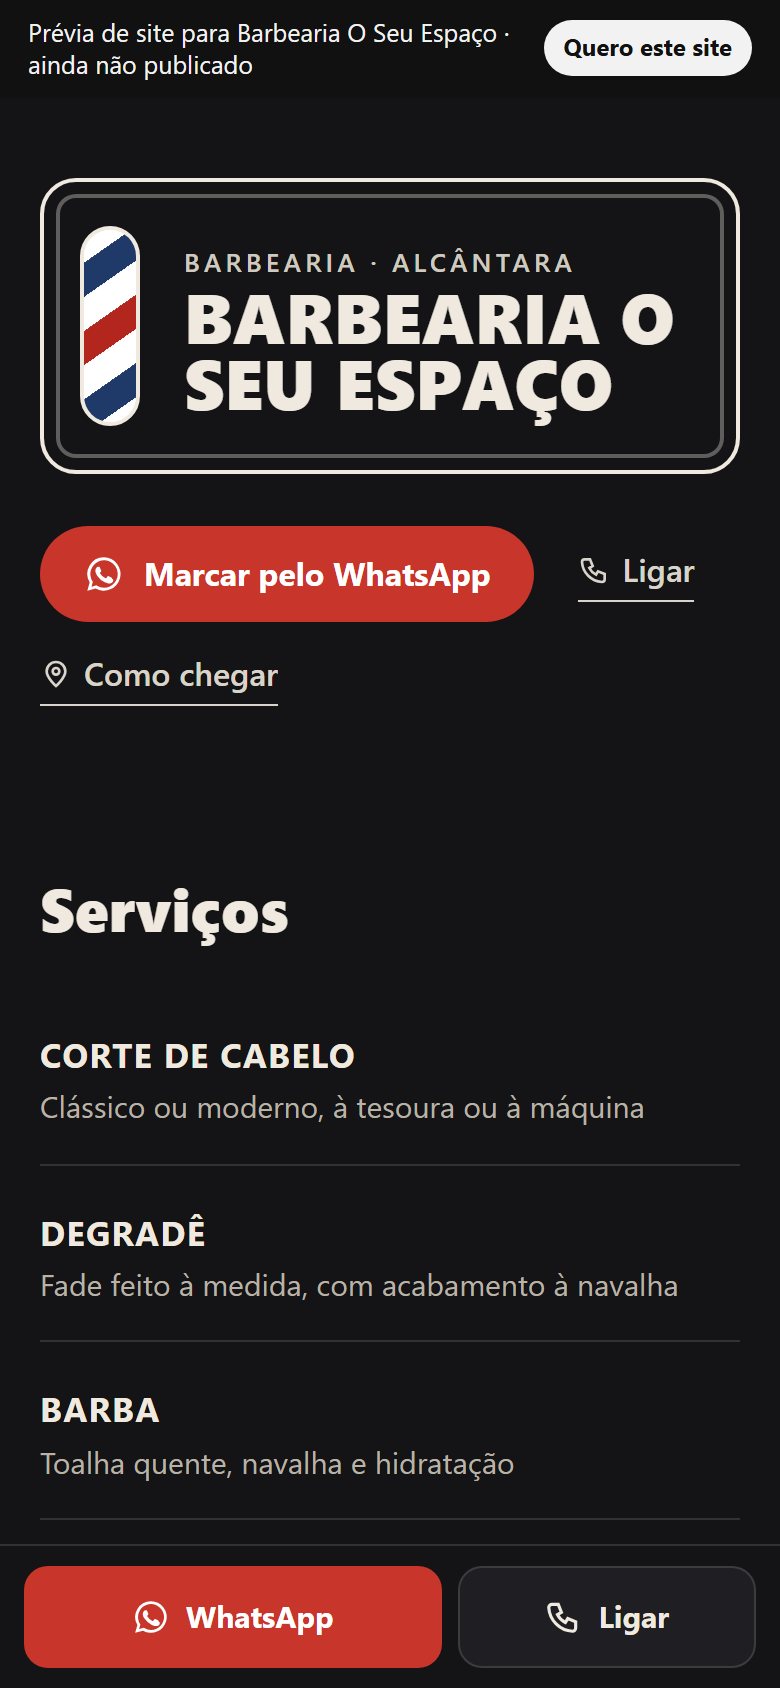 Prévia de site para Barbearia O Seu Espaço ·
ainda não publicado
Quero este site
BARBEARIA · ALCÂNTARA
BARBEARIA O
SEU ESPAÇO
Marcar pelo WhatsApp
Ligar
Como chegar
Serviços
CORTE DE CABELO
Clássico ou moderno, à tesoura ou à máquina
DEGRADÊ
Fade feito à medida, com acabamento à navalha
BARBA
Toalha quente, navalha e hidratação
WhatsApp
Ligar